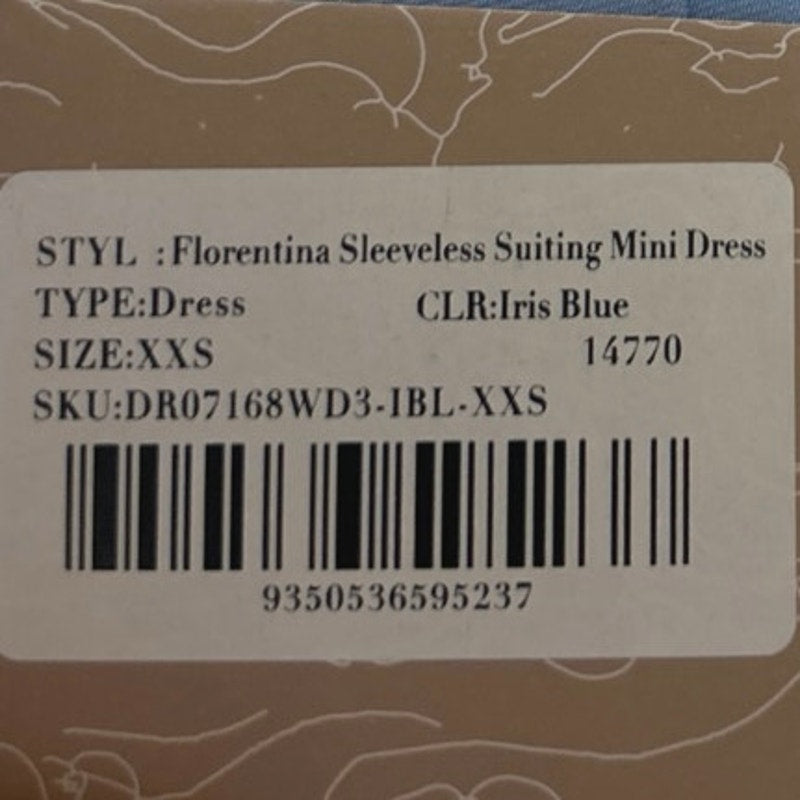 STYL :Florentina Sleeveless Suiting Mini Dress
TYPE:Dress CLR:Iris Blue
SIZE:XXS 14770
SKU:DR07168WD3-IBL-XXS
9350536595237